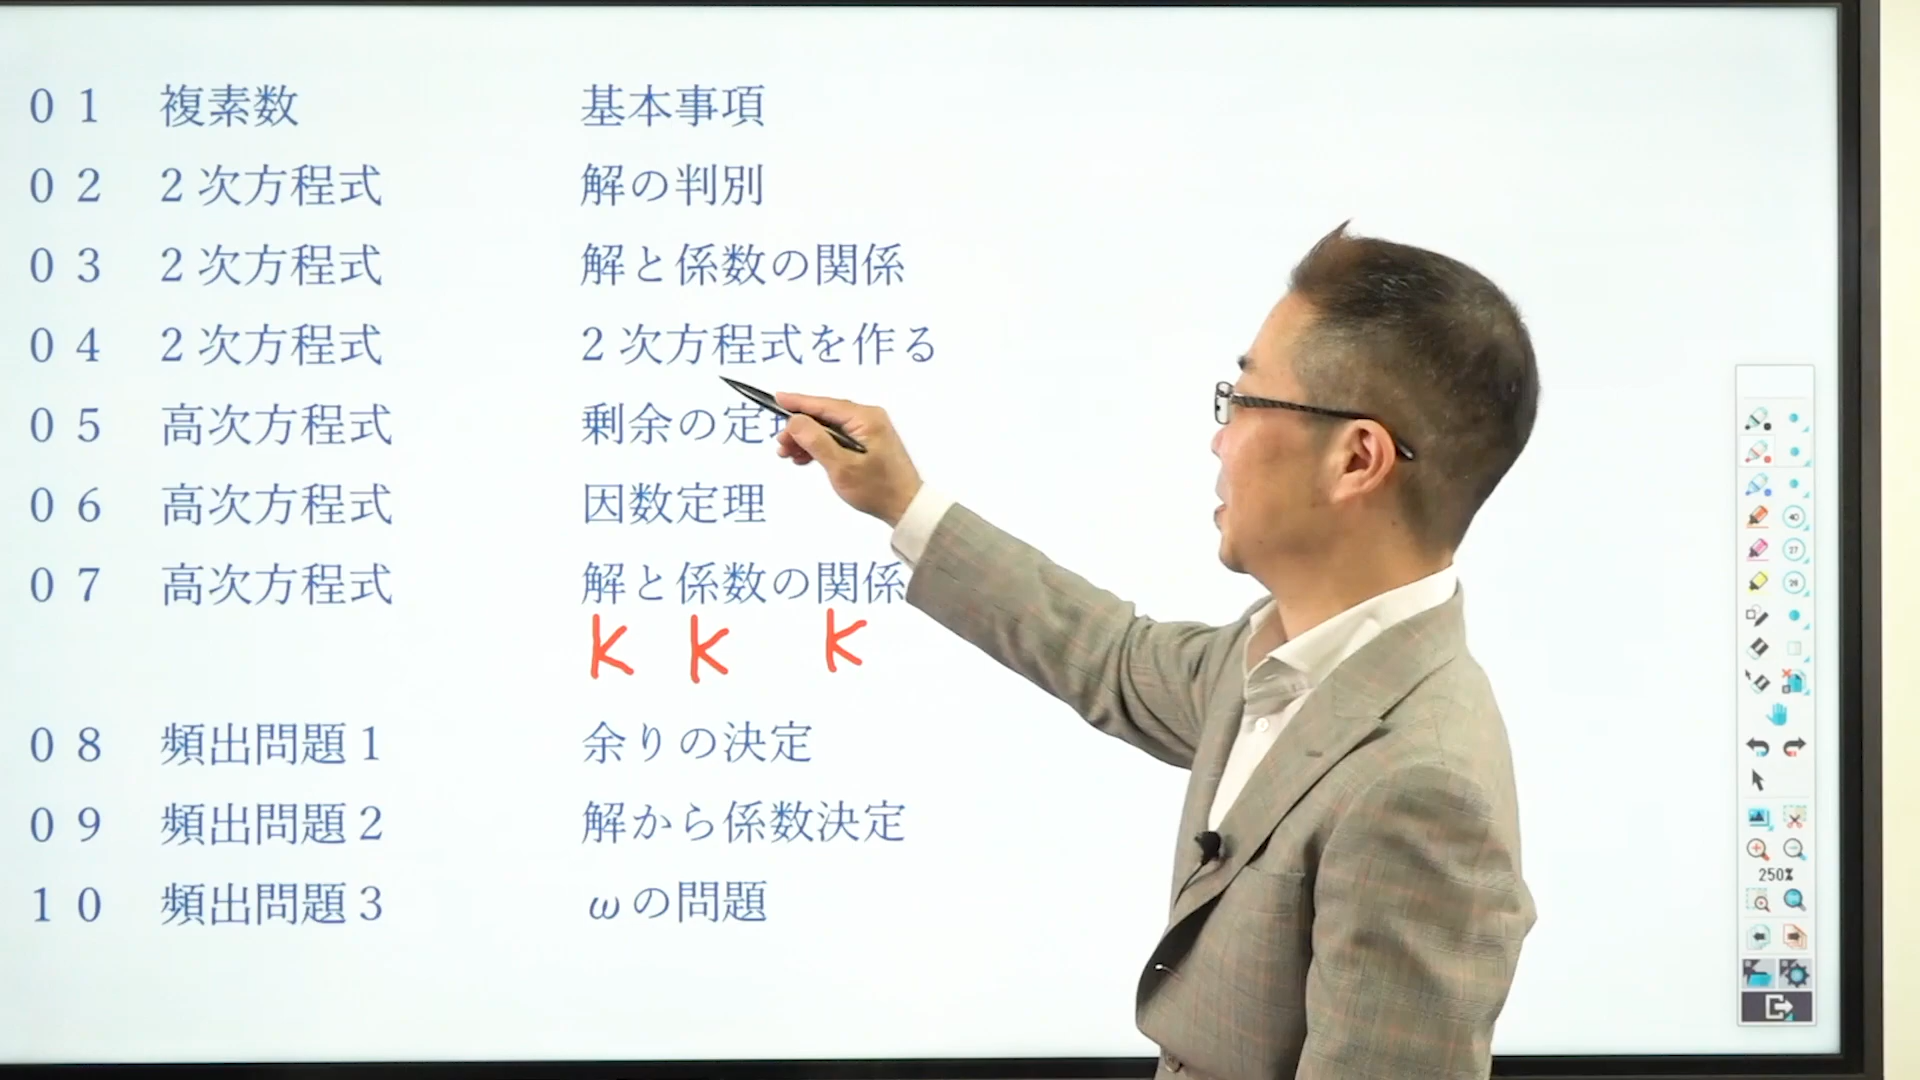 01 複素数 基本事項
02 2次方程式 解の判別
03 2次方程式 解と係数の関係
04 2次方程式 2次方程式を作る
05 高次方程式 剰余の定
06 高次方程式 因数定理
07 高次方程式 解と係数の関係
K K K
08 頻出問題1 余りの決定
09 頻出問題2 解から係数決定
10 頻出問題3 ωの問題
40
27
250%